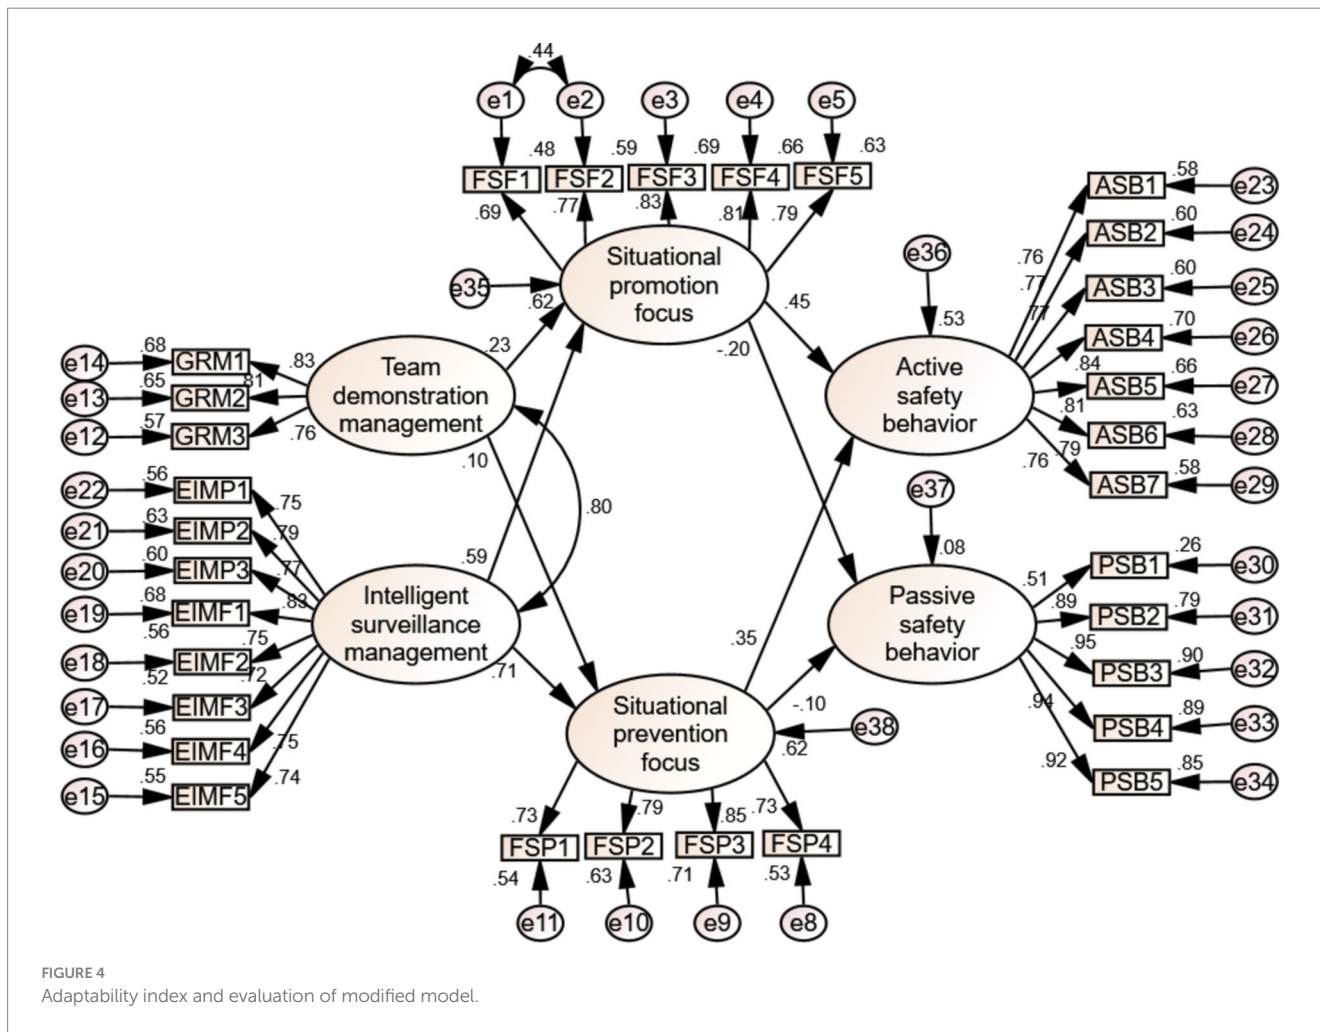 .44
e1 e2 e3 e4 e5
.48 .59 .69 .66 .63
FSF1 FSF2 FSF3 FSF4 FSF5
.69 .77 .83 .81 .79
Situational
promotion
focus
e35
.62
.23
.45
-.20
e14 .68 GRM1 .83
e13 .65 GRM2 .81
e12 .57 GRM3 .76
Team
demonstration
management
.10
.80
e22 .56 EIMP1 .75
e21 .63 EIMP2 .79
e20 .60 EIMP3 .77
e19 .68 EIMF1 .83
e18 .56 EIMF2 .75
e17 .52 EIMF3 .72
e16 .56 EIMF4 .75
e15 .55 EIMF5 .74
Intelligent
surveillance
management
.59
.71
e36
.53
Active
safety
behavior
.76 ASB1 .58 e23
.77 ASB2 .60 e24
.77 ASB3 .60 e25
.84 ASB4 .70 e26
.81 ASB5 .66 e27
.79 ASB6 .63 e28
.76 ASB7 .58 e29
e37
.08
Passive
safety
behavior
.51 PSB1 .26 e30
.89 PSB2 .79 e31
.95 PSB3 .90 e32
.94 PSB4 .89 e33
.92 PSB5 .85 e34
.35
-.10
Situational
prevention
focus
e38
.62
.73 .79 .85 .73
FSP1 FSP2 FSP3 FSP4
.54 .63 .71 .53
e11 e10 e9 e8
FIGURE 4
Adaptability index and evaluation of modified model.